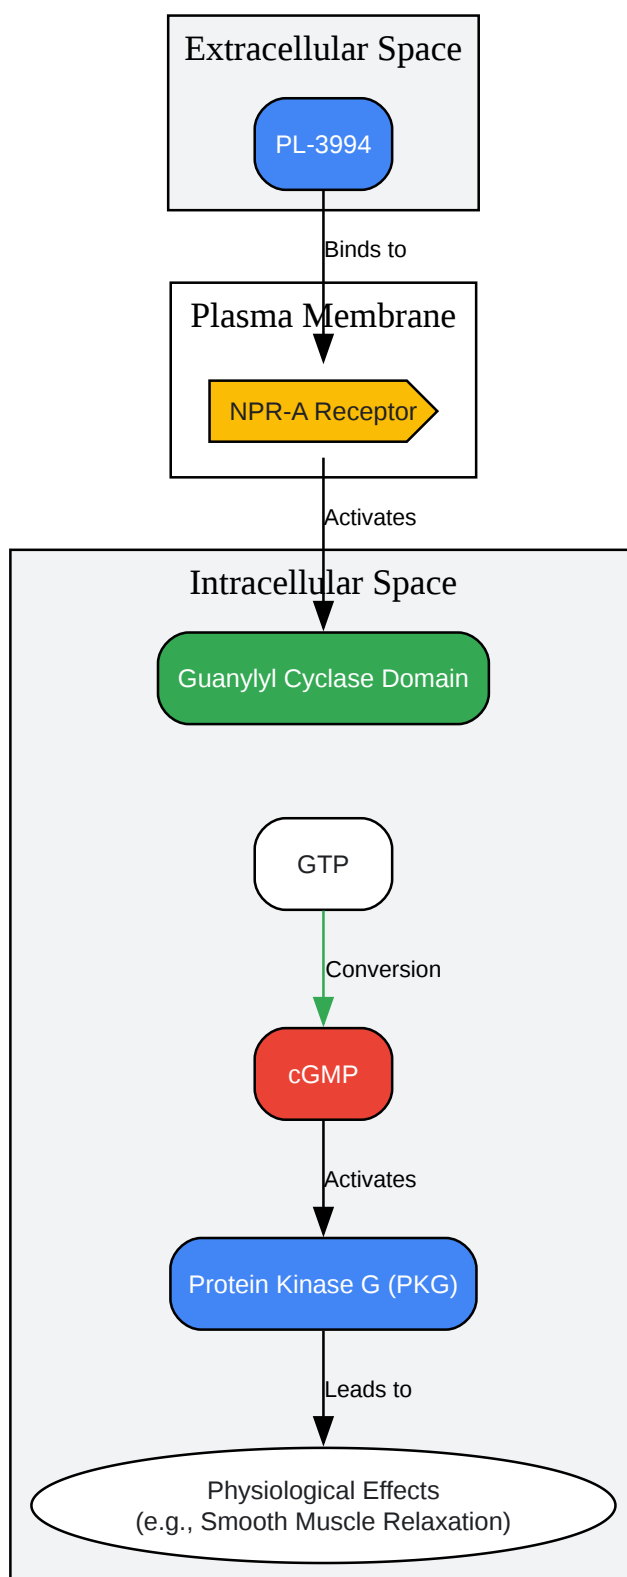 Extracellular Space
PL-3994
Binds to
Plasma Membrane
NPR-A Receptor
Activates
Intracellular Space
Guanylyl Cyclase Domain
GTP
Conversion
cGMP
Activates
Protein Kinase G (PKG)
Leads to
Physiological Effects
(e.g., Smooth Muscle Relaxation)